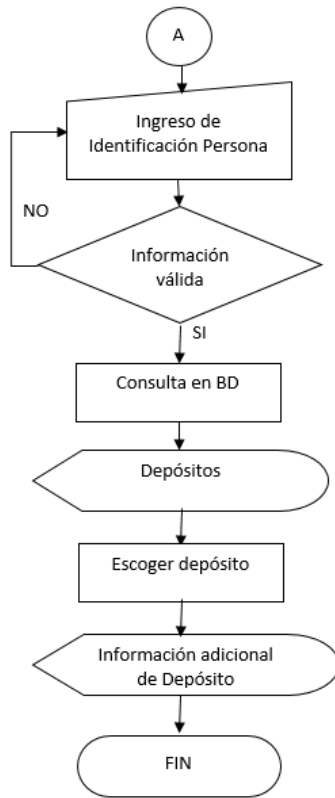 A
Ingreso de
Identificación Persona
NO
Información
válida
SI
Consulta en BD
Depósitos
Escoger depósito
Información adicional
de Depósito
FIN